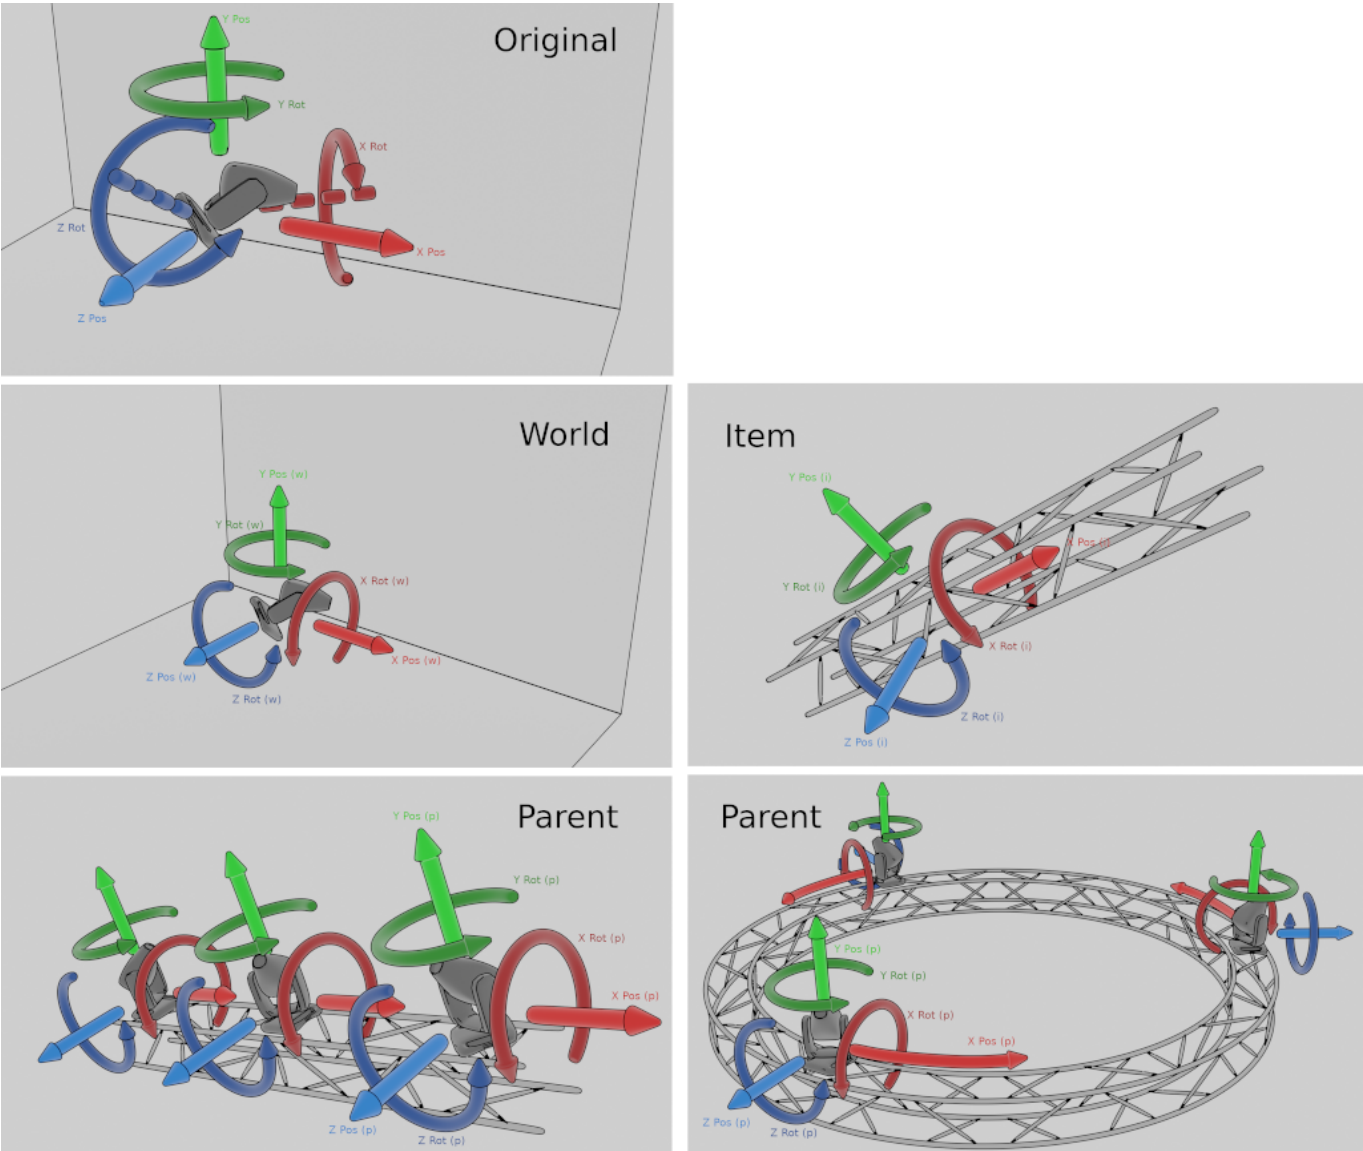 Original
Y Pos
Y Rot
X Rot
Z Rot
X Pos
Z Pos
World
Y Pos (w)
Y Rot (w)
X Rot (w)
X Pos (w)
Z Pos (w)
Z Rot (w)
Item
Y Pos (i)
X Pos (i)
Y Rot (i)
X Rot (i)
Z Rot (i)
Z Pos (i)
Parent
Y Pos (p)
Y Rot (p)
X Rot (p)
X Pos (p)
Z Pos (p)
Z Rot (p)
Parent
Y Pos (p)
Y Rot (p)
X Rot (p)
X Pos (p)
Z Pos (p)
Z Rot (p)